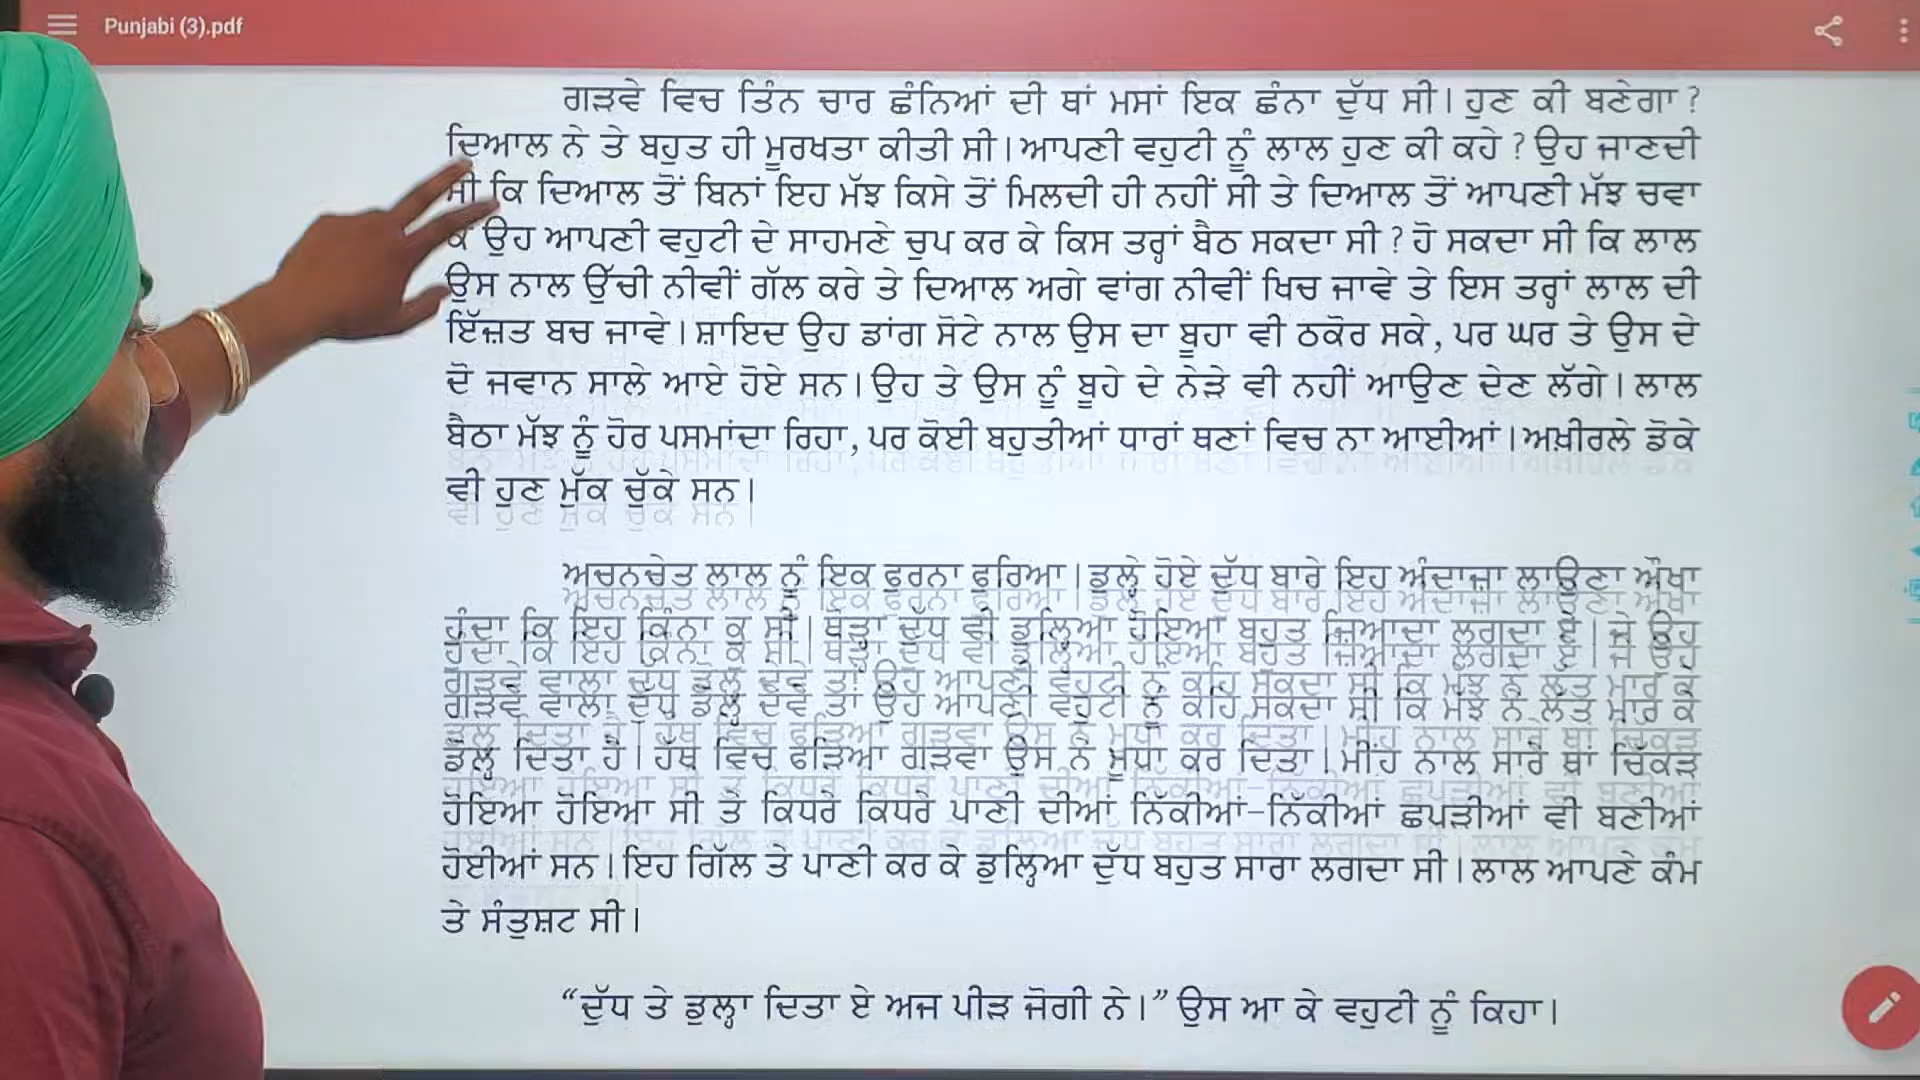 Punjabi (3).pdf
ਗੜਵੇ ਵਿਚ ਤਿੰਨ ਚਾਰ ਛੰਨਿਆਂ ਦੀ ਥਾਂ ਮਸਾਂ ਇਕ ਛੰਨਾ ਦੁੱਧ ਸੀ। ਹੁਣ ਕੀ ਬਣੇਗਾ ?
ਦਿਆਲ ਨੇ ਤੇ ਬਹੁਤ ਹੀ ਮੂਰਖਤਾ ਕੀਤੀ ਸੀ। ਆਪਣੀ ਵਹੁਟੀ ਨੂੰ ਲਾਲ ਹੁਣ ਕੀ ਕਹੇ ? ਉਹ ਜਾਣਦੀ
ਸੀ ਕਿ ਦਿਆਲ ਤੋਂ ਬਿਨਾਂ ਇਹ ਮੱਝ ਕਿਸੇ ਤੋਂ ਮਿਲਦੀ ਹੀ ਨਹੀਂ ਸੀ ਤੇ ਦਿਆਲ ਤੋਂ ਆਪਣੀ ਮੱਝ ਚਵਾ
ਕੇ ਉਹ ਆਪਣੀ ਵਹੁਟੀ ਦੇ ਸਾਹਮਣੇ ਚੁਪ ਕਰ ਕੇ ਕਿਸ ਤਰ੍ਹਾਂ ਬੈਠ ਸਕਦਾ ਸੀ ? ਹੋ ਸਕਦਾ ਸੀ ਕਿ ਲਾਲ
ਉਸ ਨਾਲ ਉੱਚੀ ਨੀਵੀਂ ਗੱਲ ਕਰੇ ਤੇ ਦਿਆਲ ਅਗੇ ਵਾਂਗ ਨੀਵੀਂ ਖਿਚ ਜਾਵੇ ਤੇ ਇਸ ਤਰ੍ਹਾਂ ਲਾਲ ਦੀ
ਇੱਜ਼ਤ ਬਚ ਜਾਵੇ। ਸ਼ਾਇਦ ਉਹ ਡਾਂਗ ਸੋਟੇ ਨਾਲ ਉਸ ਦਾ ਬੂਹਾ ਵੀ ਠਕੋਰ ਸਕੇ, ਪਰ ਘਰ ਤੇ ਉਸ ਦੇ
ਦੋ ਜਵਾਨ ਸਾਲੇ ਆਏ ਹੋਏ ਸਨ। ਉਹ ਤੇ ਉਸ ਨੂੰ ਬੂਹੇ ਦੇ ਨੇੜੇ ਵੀ ਨਹੀਂ ਆਉਣ ਦੇਣ ਲੱਗੇ। ਲਾਲ
ਬੈਠਾ ਮੱਝ ਨੂੰ ਹੋਰ ਪਸਮਾਂਦਾ ਰਿਹਾ, ਪਰ ਕੋਈ ਬਹੁਤੀਆਂ ਧਾਰਾਂ ਥਣਾਂ ਵਿਚ ਨਾ ਆਈਆਂ। ਅਖ਼ੀਰਲੇ ਡੋਕੇ
ਵੀ ਹੁਣ ਮੁੱਕ ਚੁੱਕੇ ਸਨ।
ਅਚਨਚੇਤ ਲਾਲ ਨੂੰ ਇਕ ਫੁਰਨਾ ਫੁਰਿਆ। ਡੁਲ੍ਹੇ ਹੋਏ ਦੁੱਧ ਬਾਰੇ ਇਹ ਅੰਦਾਜ਼ਾ ਲਾਉਣਾ ਔਖਾ
ਹੁੰਦਾ ਕਿ ਇਹ ਕਿੰਨਾ ਕੁ ਸੀ। ਥੋੜਾ ਦੁੱਧ ਵੀ ਡੁਲ੍ਹਿਆ ਹੋਇਆ ਬਹੁਤ ਜ਼ਿਆਦਾ ਲਗਦਾ ਏ। ਜੇ ਉਹ
ਗੜਵੇ ਵਾਲਾ ਦੁੱਧ ਡੋਲ੍ਹ ਦੇਵੇ ਤਾਂ ਉਹ ਆਪਣੀ ਵਹੁਟੀ ਨੂੰ ਕਹਿ ਸਕਦਾ ਸੀ ਕਿ ਮੱਝ ਨੇ ਲੱਤ ਮਾਰ ਕੇ
ਡੋਲ੍ਹ ਦਿਤਾ ਹੈ। ਹੱਥ ਵਿਚ ਫੜਿਆ ਗੜਵਾ ਉਸ ਨੇ ਮੂਧਾ ਕਰ ਦਿਤਾ। ਮੀਂਹ ਨਾਲ ਸਾਰੇ ਥਾਂ ਚਿੱਕੜ
ਹੋਇਆ ਹੋਇਆ ਸੀ ਤੇ ਕਿਧਰੇ ਕਿਧਰੇ ਪਾਣੀ ਦੀਆਂ ਨਿੱਕੀਆਂ-ਨਿੱਕੀਆਂ ਛਪੜੀਆਂ ਵੀ ਬਣੀਆਂ
ਹੋਈਆਂ ਸਨ। ਇਹ ਗਿੱਲ ਤੇ ਪਾਣੀ ਕਰ ਕੇ ਡੁਲ੍ਹਿਆ ਦੁੱਧ ਬਹੁਤ ਸਾਰਾ ਲਗਦਾ ਸੀ। ਲਾਲ ਆਪਣੇ ਕੰਮ
ਤੇ ਸੰਤੁਸ਼ਟ ਸੀ।
“ਦੁੱਧ ਤੇ ਡੁਲ੍ਹਾ ਦਿਤਾ ਏ ਅਜ ਪੀੜ ਜੋਗੀ ਨੇ।” ਉਸ ਆ ਕੇ ਵਹੁਟੀ ਨੂੰ ਕਿਹਾ।